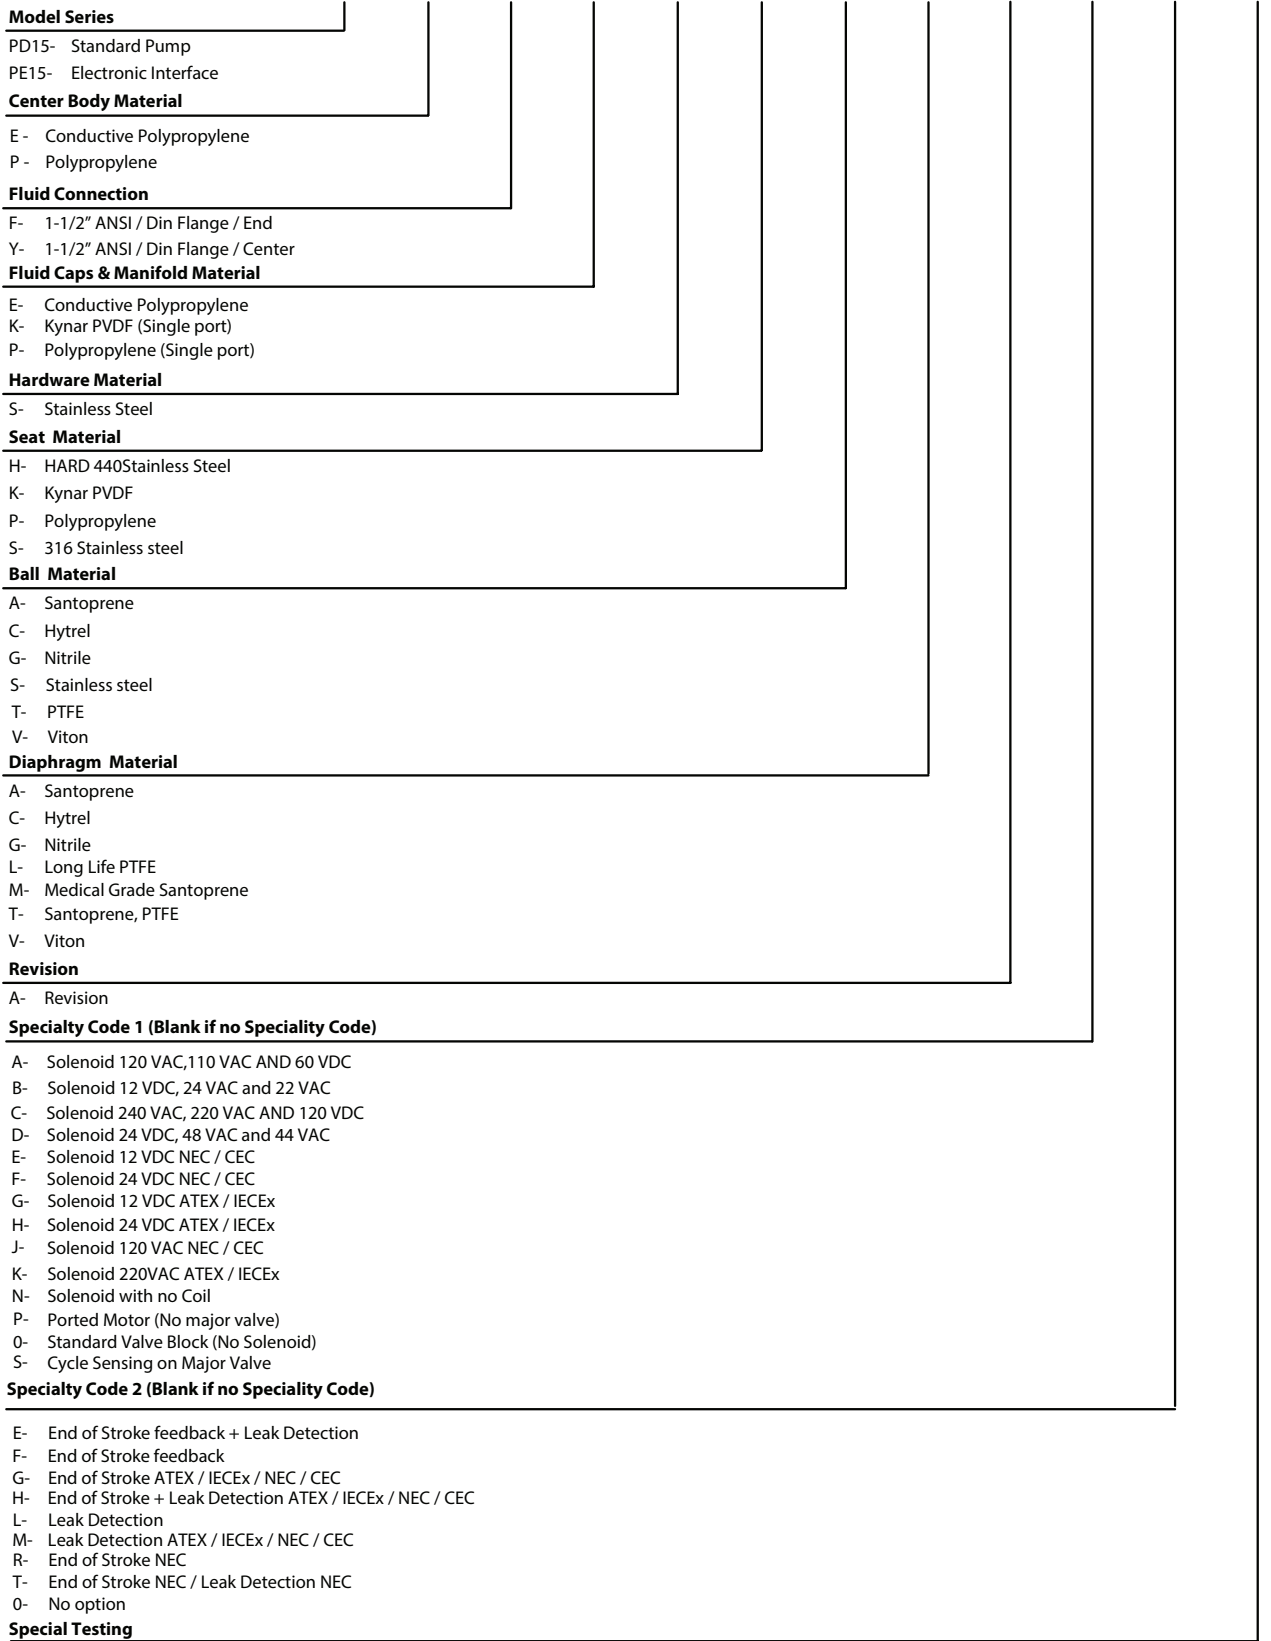 Model Series
PD15- Standard Pump
PE15- Electronic Interface
Center Body Material
E - Conductive Polypropylene
P - Polypropylene
Fluid Connection
F- 1-1/2” ANSI / Din Flange / End
Y- 1-1/2” ANSI / Din Flange / Center
Fluid Caps & Manifold Material
E- Conductive Polypropylene
K- Kynar PVDF (Single port)
P- Polypropylene (Single port)
Hardware Material
S- Stainless Steel
Seat Material
H- HARD 440Stainless Steel
K- Kynar PVDF
P- Polypropylene
S- 316 Stainless steel
Ball Material
A- Santoprene
C- Hytrel
G- Nitrile
S- Stainless steel
T- PTFE
V- Viton
Diaphragm Material
A- Santoprene
C- Hytrel
G- Nitrile
L- Long Life PTFE
M- Medical Grade Santoprene
T- Santoprene, PTFE
V- Viton
Revision
A- Revision
Specialty Code 1 (Blank if no Speciality Code)
A- Solenoid 120 VAC,110 VAC AND 60 VDC
B- Solenoid 12 VDC, 24 VAC and 22 VAC
C- Solenoid 240 VAC, 220 VAC AND 120 VDC
D- Solenoid 24 VDC, 48 VAC and 44 VAC
E- Solenoid 12 VDC NEC / CEC
F- Solenoid 24 VDC NEC / CEC
G- Solenoid 12 VDC ATEX / IECEx
H- Solenoid 24 VDC ATEX / IECEx
J- Solenoid 120 VAC NEC / CEC
K- Solenoid 220VAC ATEX / IECEx
N- Solenoid with no Coil
P- Ported Motor (No major valve)
0- Standard Valve Block (No Solenoid)
S- Cycle Sensing on Major Valve
Specialty Code 2 (Blank if no Speciality Code)
E- End of Stroke feedback + Leak Detection
F- End of Stroke feedback
G- End of Stroke ATEX / IECEx / NEC / CEC
H- End of Stroke + Leak Detection ATEX / IECEx / NEC / CEC
L- Leak Detection
M- Leak Detection ATEX / IECEx / NEC / CEC
R- End of Stroke NEC
T- End of Stroke NEC / Leak Detection NEC
0- No option
Special Testing